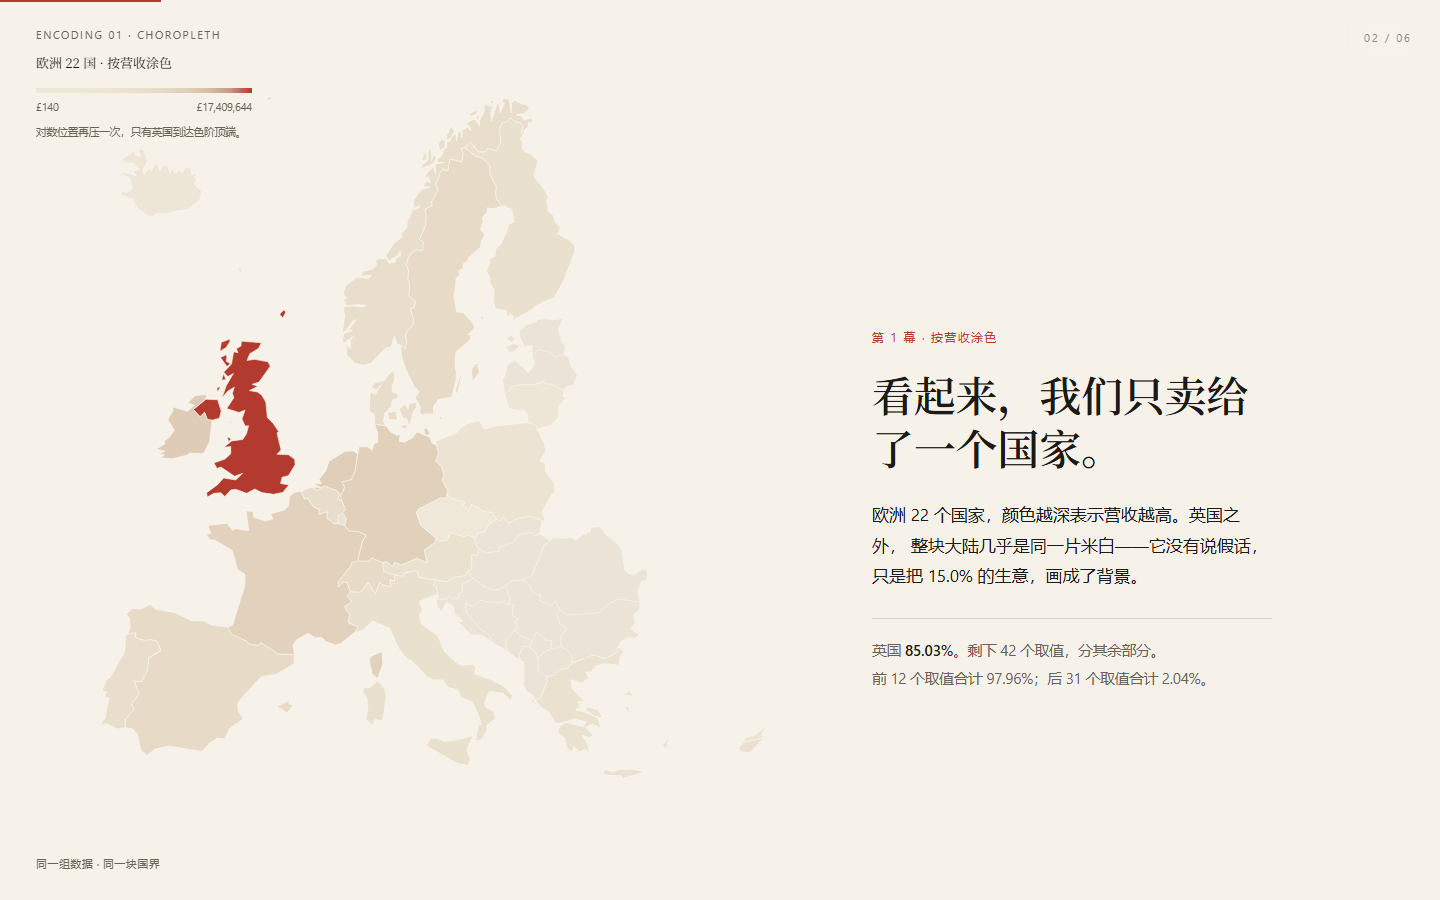 ENCODING 01 · CHOROPLETH
02 / 06
欧洲 22 国 · 按营收涂色
£140 £17,409,644
对数位置再压一次，只有英国到达色阶顶端。
第 1 幕 · 按营收涂色
看起来，我们只卖给
了一个国家。
欧洲 22 个国家，颜色越深表示营收越高。英国之
外， 整块大陆几乎是同一片米白——它没有说假话，
只是把 15.0% 的生意，画成了背景。
英国 85.03%。剩下 42 个取值，分其余部分。
前 12 个取值合计 97.96%；后 31 个取值合计 2.04%。
同一组数据 · 同一块国界